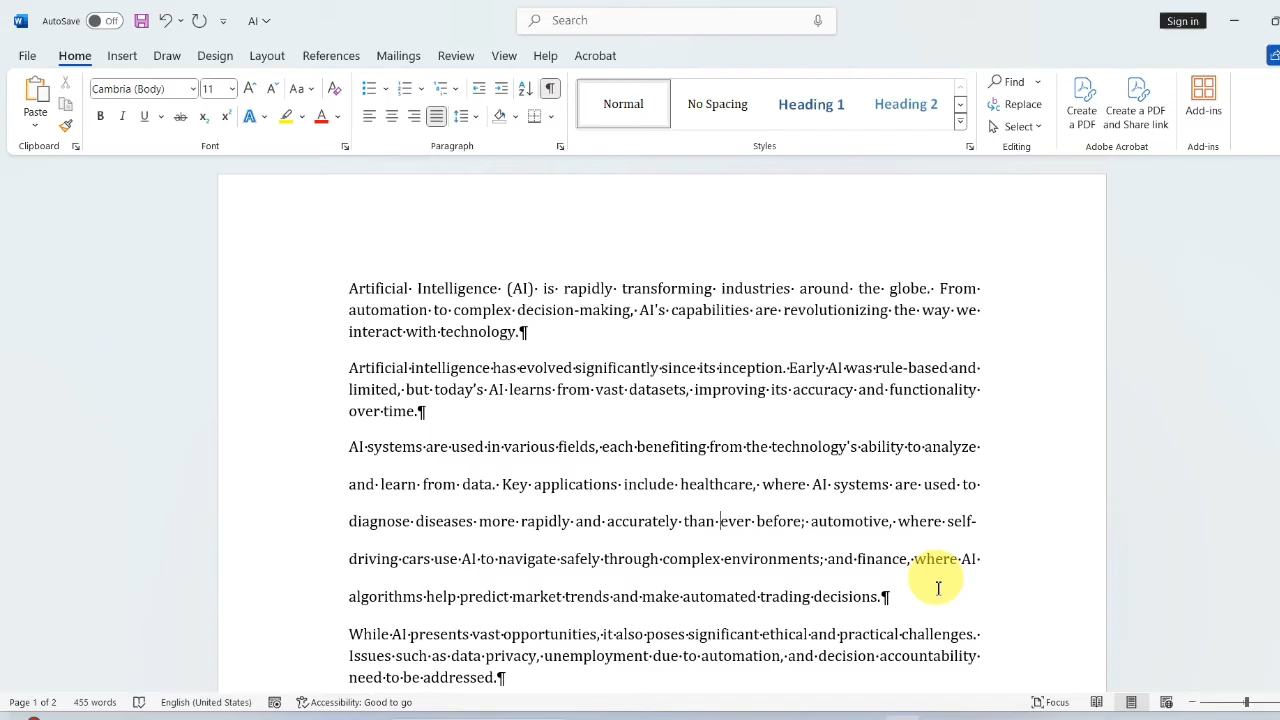 AutoSave Off AI Search Sign in
File Home Insert Draw Design Layout References Mailings Review View Help Acrobat
Paste Cambria (Body) 11 Aa Normal No Spacing Heading 1 Heading 2 Find Replace Select Create a PDF Create a PDF and Share link Add-ins
Clipboard Font Paragraph Styles Editing Adobe Acrobat Add-ins
Artificial Intelligence (AI) is rapidly transforming industries around the globe. From
automation to complex decision-making, AI's capabilities are revolutionizing the way we
interact with technology.¶
Artificial intelligence has evolved significantly since its inception. Early AI was rule-based and
limited, but today’s AI learns from vast datasets, improving its accuracy and functionality
over time.¶
AI systems are used in various fields, each benefiting from the technology's ability to analyze
and learn from data. Key applications include healthcare, where AI systems are used to
diagnose diseases more rapidly and accurately than ever before; automotive, where self-
driving cars use AI to navigate safely through complex environments; and finance, where AI
algorithms help predict market trends and make automated trading decisions.¶
While AI presents vast opportunities, it also poses significant ethical and practical challenges.
Issues such as data privacy, unemployment due to automation, and decision accountability
need to be addressed.¶
Page 1 of 2 455 words English (United States) Accessibility: Good to go Focus